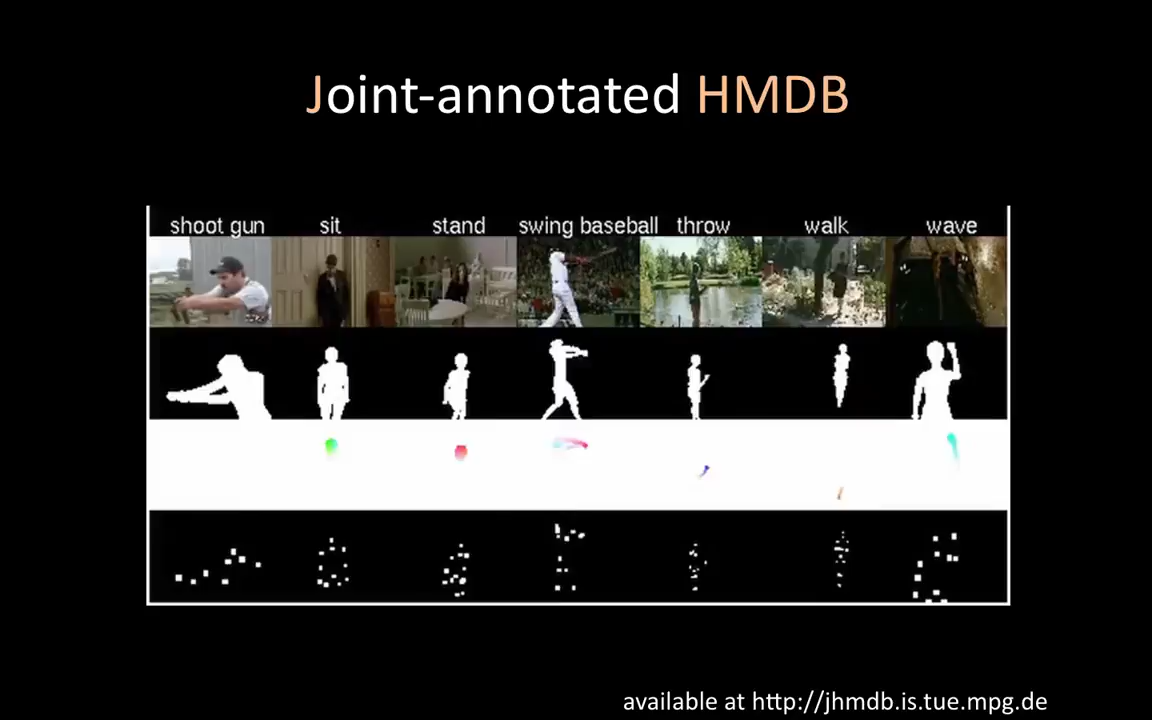 Joint-annotated HMDB
shoot gun sit stand swing baseball throw walk wave
available at http://jhmdb.is.tue.mpg.de